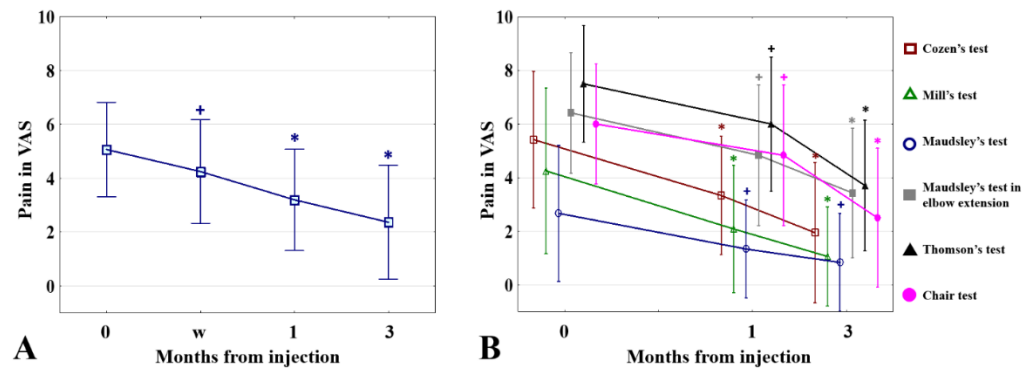 10
8
6
4
2
0
Pain in VAS
+
*
*
0 w 1 3
Months from injection
A
10
8
6
4
2
0
Pain in VAS
+
+ +
*
*
+
*
* *
*
* +
0 1 3
Months from injection
B
Cozen's test
Mill's test
Maudsley's test
Maudsley's test in
elbow extension
Thomson's test
Chair test